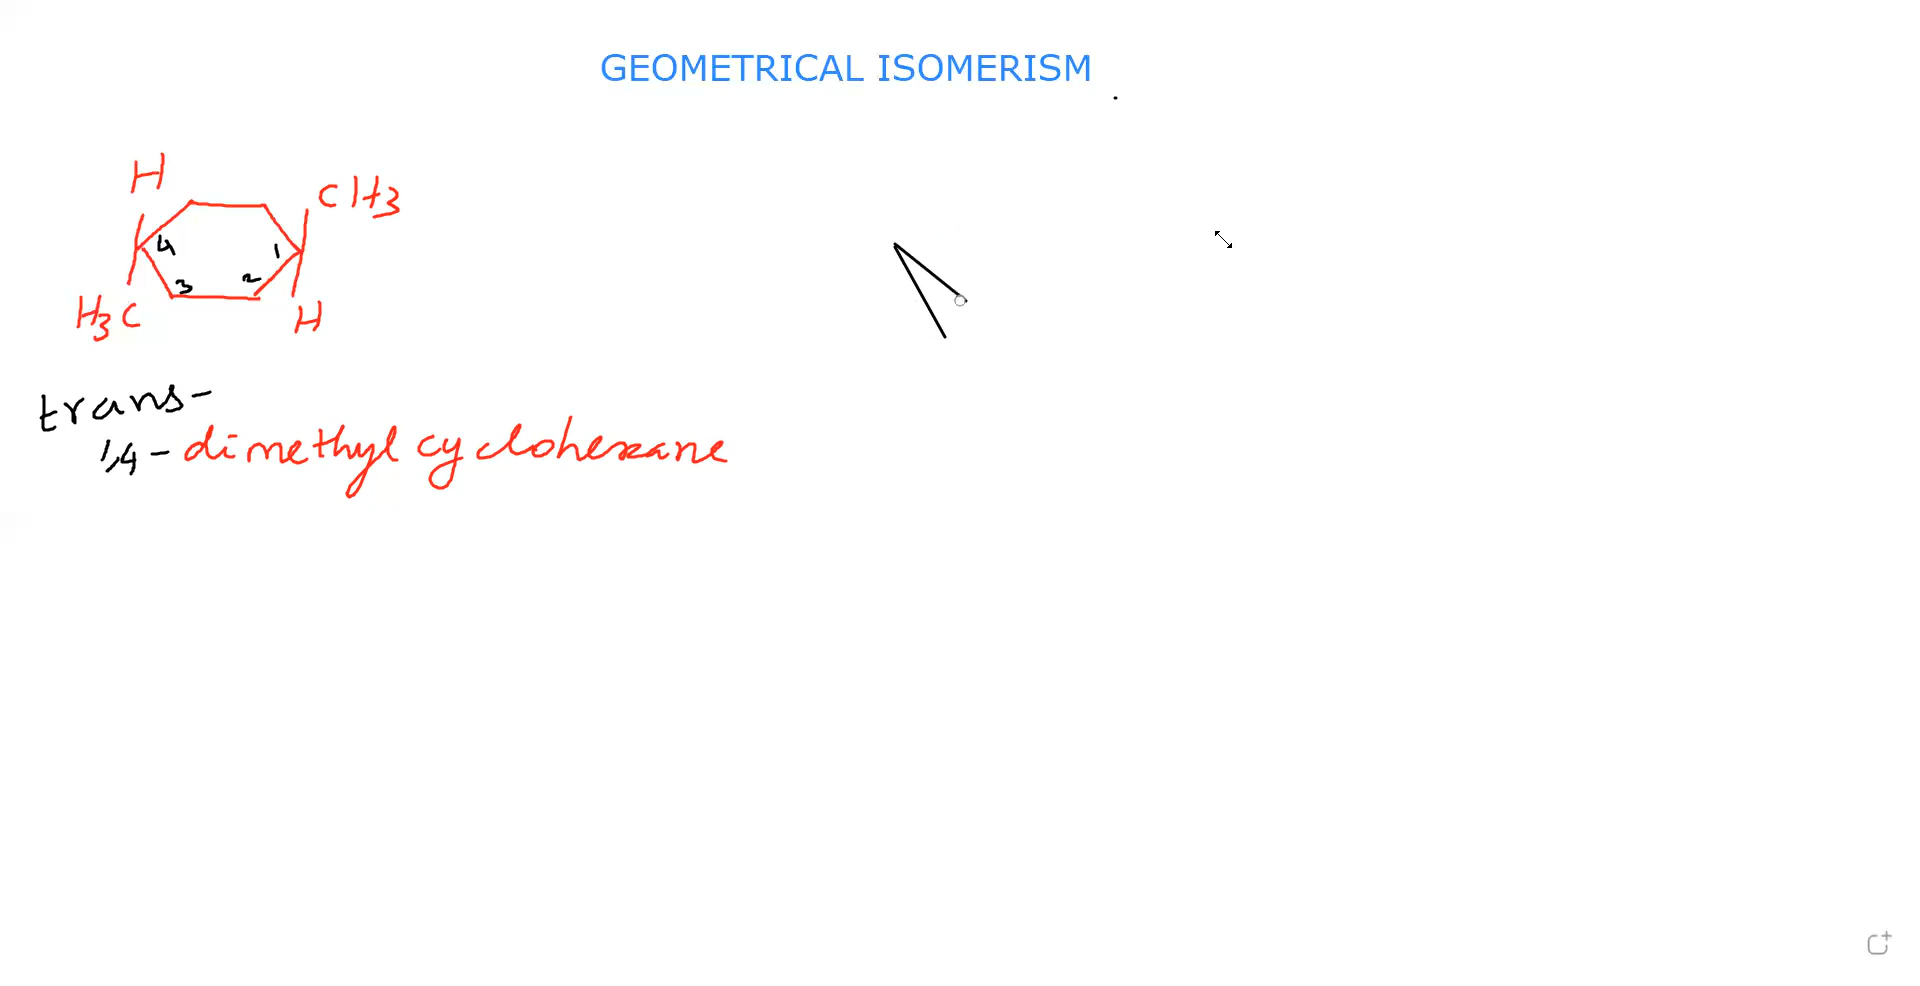 GEOMETRICAL ISOMERISM
H
CH3
4 1
3 2
H3C H
trans-
1,4-dimethyl cyclohexane